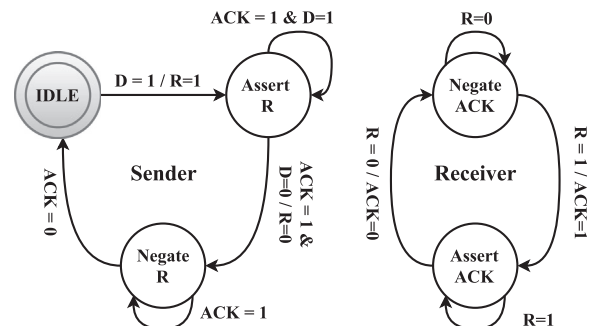 ACK = 1 & D=1
D = 1 / R=1
IDLE
Assert
R
Sender
ACK = 1 &
D=0 / R=0
ACK = 0
Negate
R
ACK = 1
R=0
Negate
ACK
R = 0 / ACK=0
Receiver
R = 1 / ACK=1
Assert
ACK
R=1